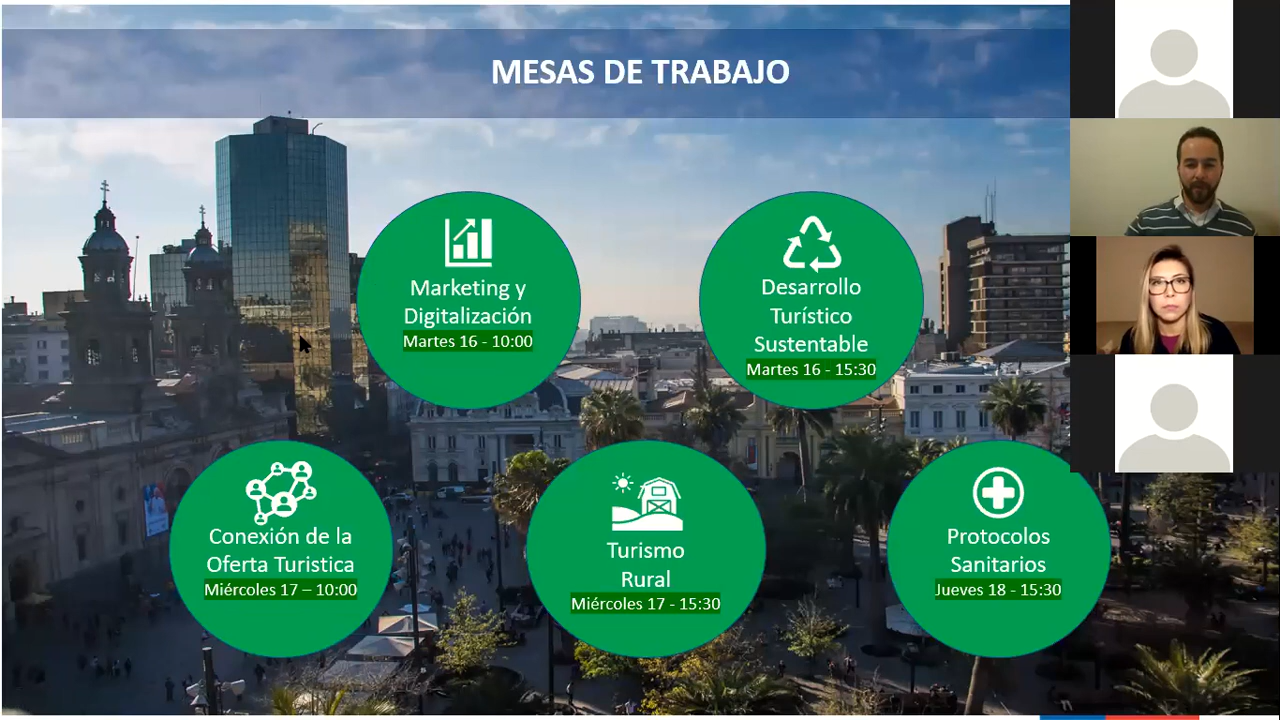 MESAS DE TRABAJO
Marketing y
Digitalización
Martes 16 - 10:00
Desarrollo
Turístico
Sustentable
Martes 16 - 15:30
Conexión de la
Oferta Turistica
Miércoles 17 – 10:00
Turismo
Rural
Miércoles 17 - 15:30
Protocolos
Sanitarios
Jueves 18 - 15:30